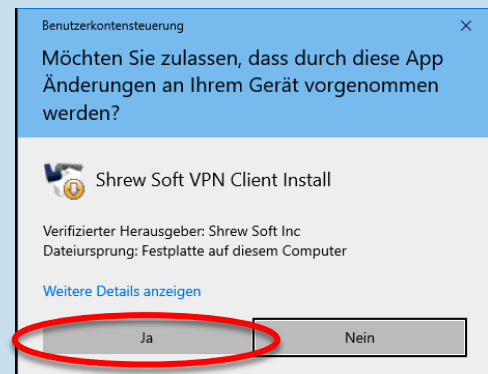 Benutzerkontensteuerung
Möchten Sie zulassen, dass durch diese App
Änderungen an Ihrem Gerät vorgenommen
werden?
Shrew Soft VPN Client Install
Verifizierter Herausgeber: Shrew Soft Inc
Dateiursprung: Festplatte auf diesem Computer
Weitere Details anzeigen
Ja
Nein